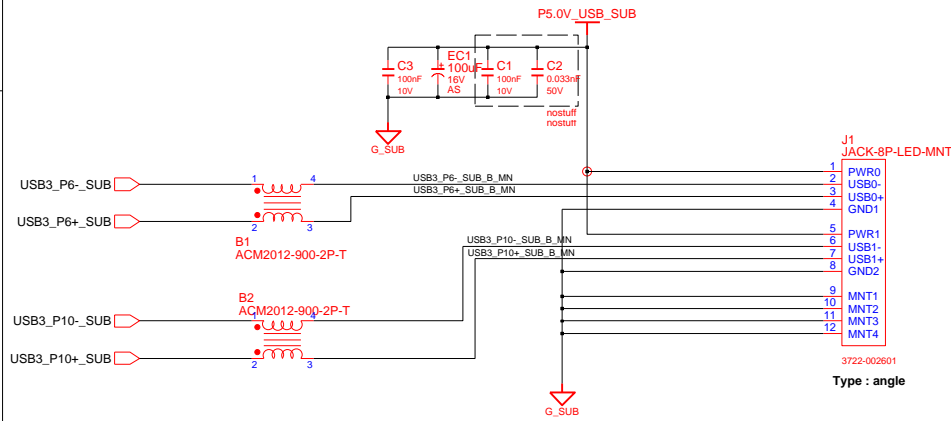 P5.0V_USB_SUB
C3
100nF
10V
EC1
+
100uF
16V
AS
C1
100nF
10V
C2
0.033nF
50V
nostuff
nostuff
G_SUB
J1
JACK-8P-LED-MNT
1 PWR0
2 USB0-
3 USB0+
4 GND1
5 PWR1
6 USB1-
7 USB1+
8 GND2
9 MNT1
10 MNT2
11 MNT3
12 MNT4
3722-002601
Type : angle
USB3_P6-_SUB
1
4
USB3_P6-_SUB_B_MN
USB3_P6+_SUB_B_MN
USB3_P6+_SUB
2
3
B1
ACM2012-900-2P-T
USB3_P10-_SUB_B_MN
USB3_P10+_SUB_B_MN
B2
ACM2012-900-2P-T
USB3_P10-_SUB
1
4
USB3_P10+_SUB
2
3
G_SUB